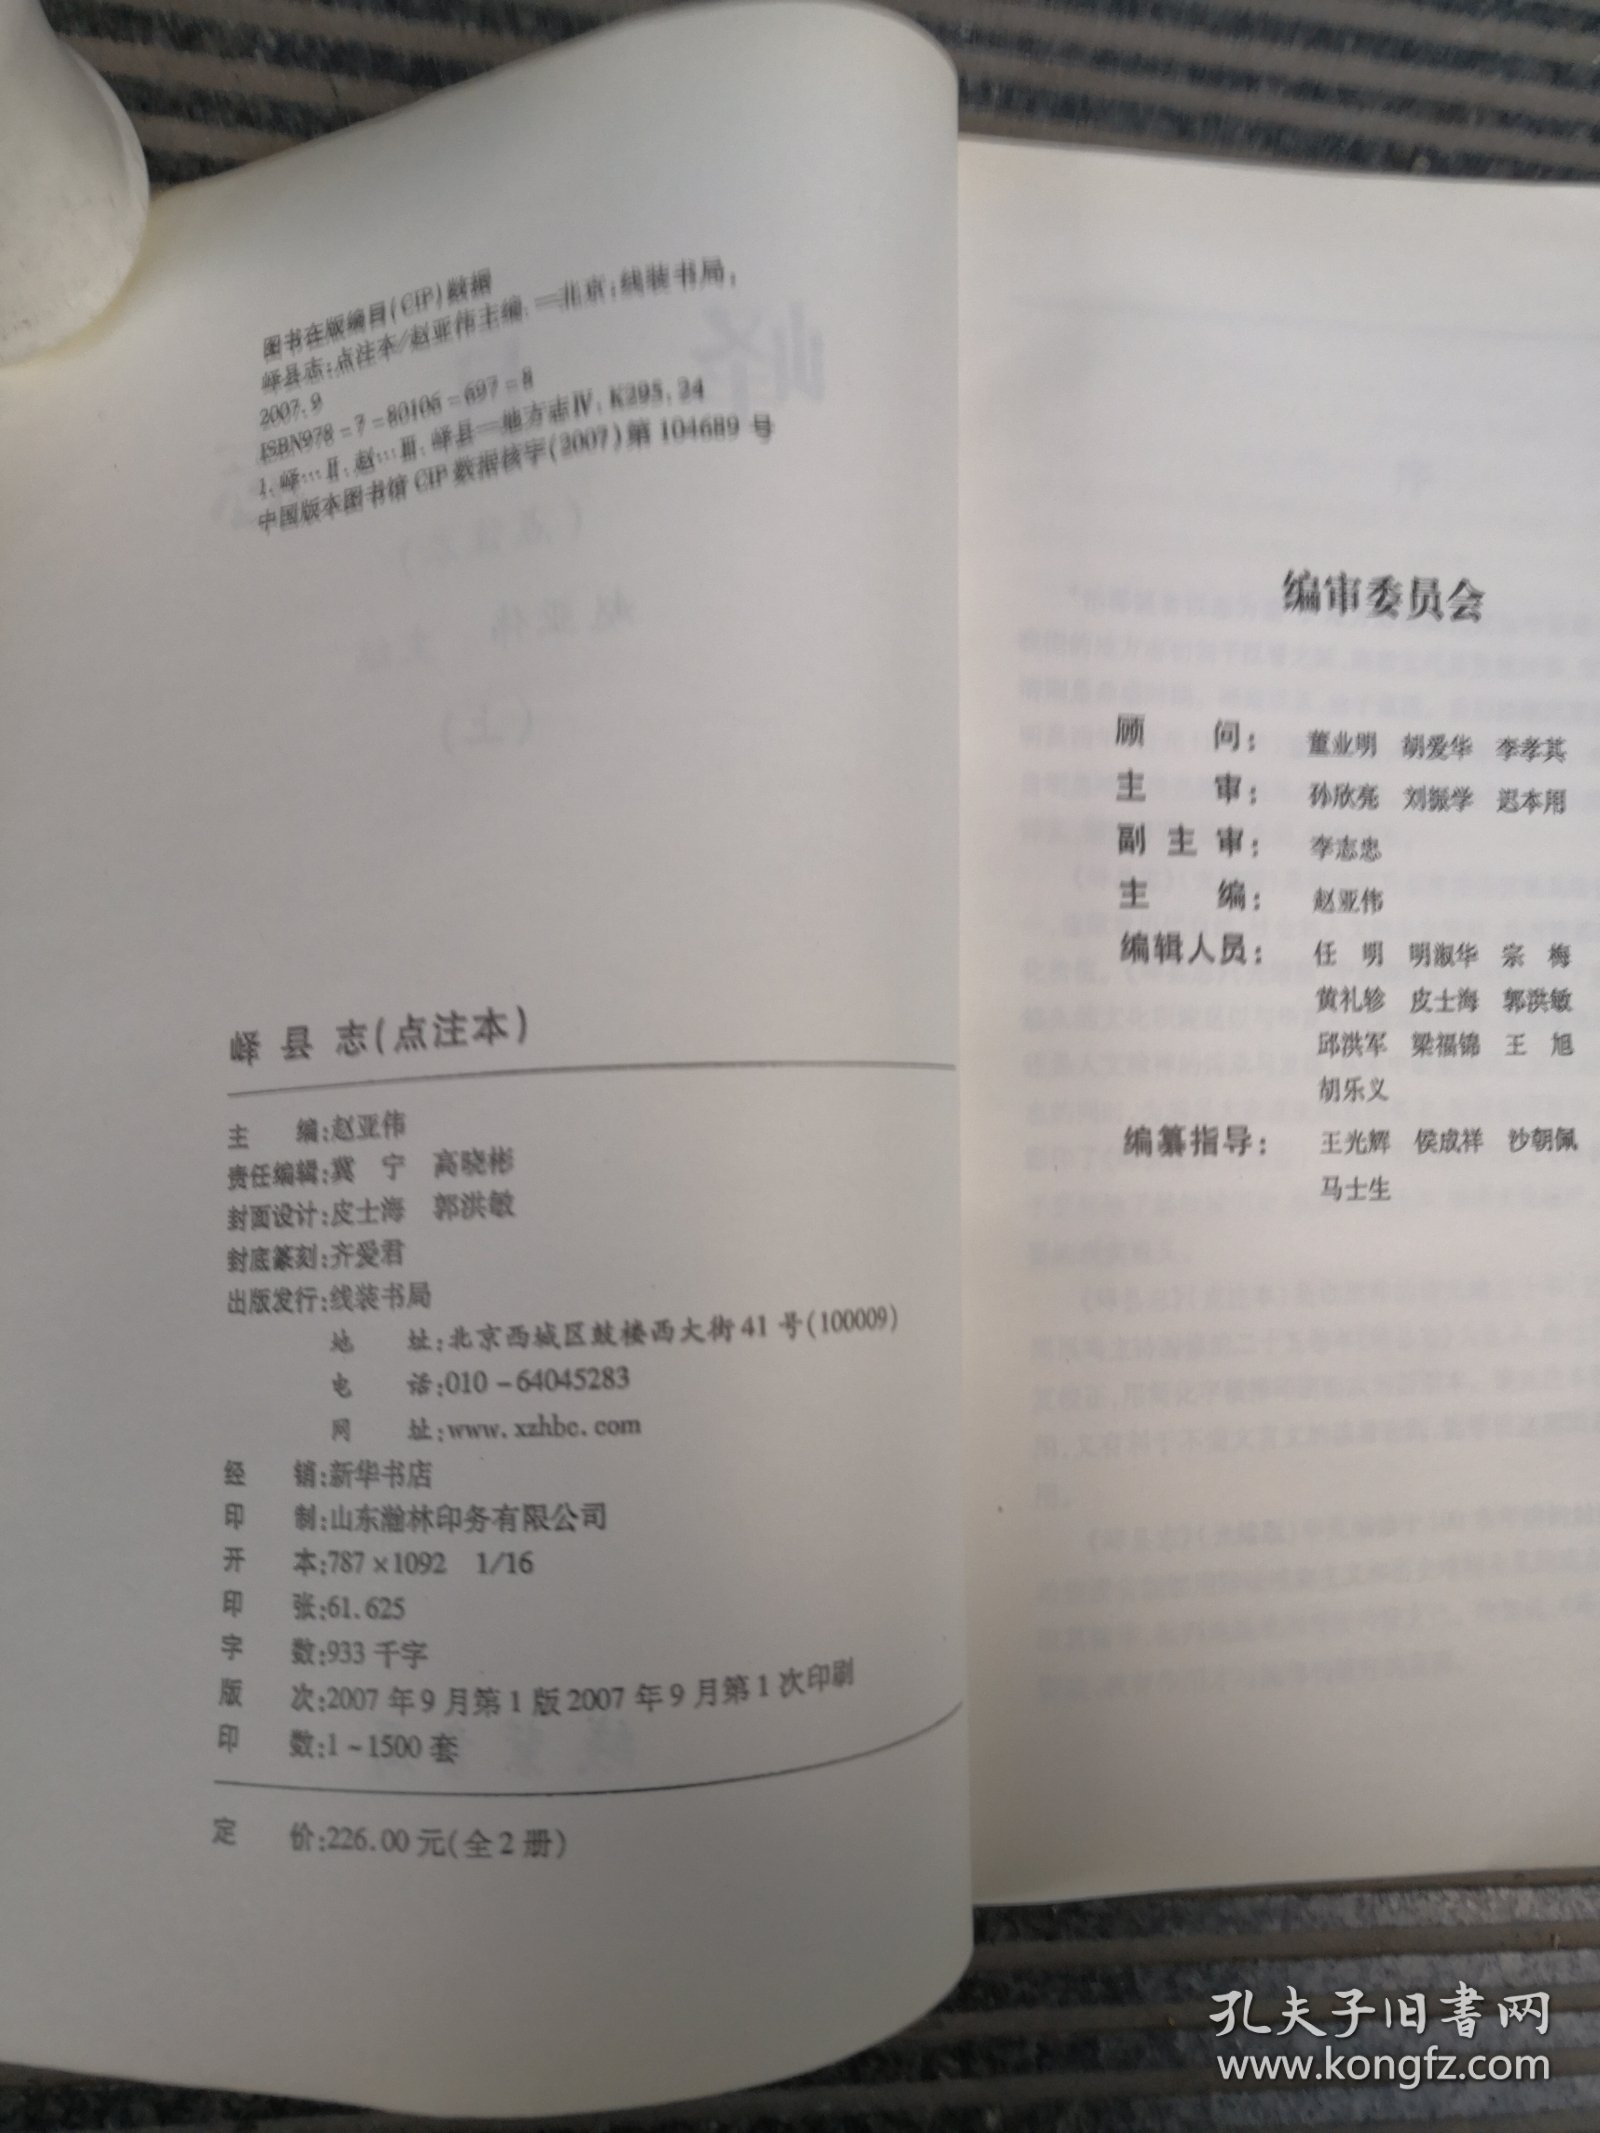 图书在版编目(CIP)数据
峄县志:点注本/赵亚伟主编.—北京:线装书局,
2007.9
ISBN978-7-80106-697-8
Ⅰ.峄…Ⅱ.赵…Ⅲ.峄县—地方志Ⅳ.K295.24
中国版本图书馆CIP数据核字(2007)第104689号
峄县志(点注本)
主 编:赵亚伟
责任编辑:冀 宁 高晓彬
封面设计:皮士海 郭洪敏
封底篆刻:齐爱君
出版发行:线装书局
地 址:北京西城区鼓楼西大街41号(100009)
电 话:010-64045283
网 址:www.xzhbc.com
经 销:新华书店
印 制:山东瀚林印务有限公司
开 本:787×1092 1/16
印 张:61.625
字 数:933千字
版 次:2007年9月第1版2007年9月第1次印刷
印 数:1~1500套
定 价:226.00元(全2册)
编审委员会
顾 问: 董业明 胡爱华 李孝其
主 审: 孙欣亮 刘振学 迟本用
副主审: 李志忠
主 编: 赵亚伟
编辑人员: 任 明 明淑华 宗 梅
黄礼轸 皮士海 郭洪敏
邱洪军 梁福锦 王 旭
胡乐义
编纂指导: 王光辉 侯成祥 沙朝佩
马士生
孔夫子旧書网
www.kongfz.com